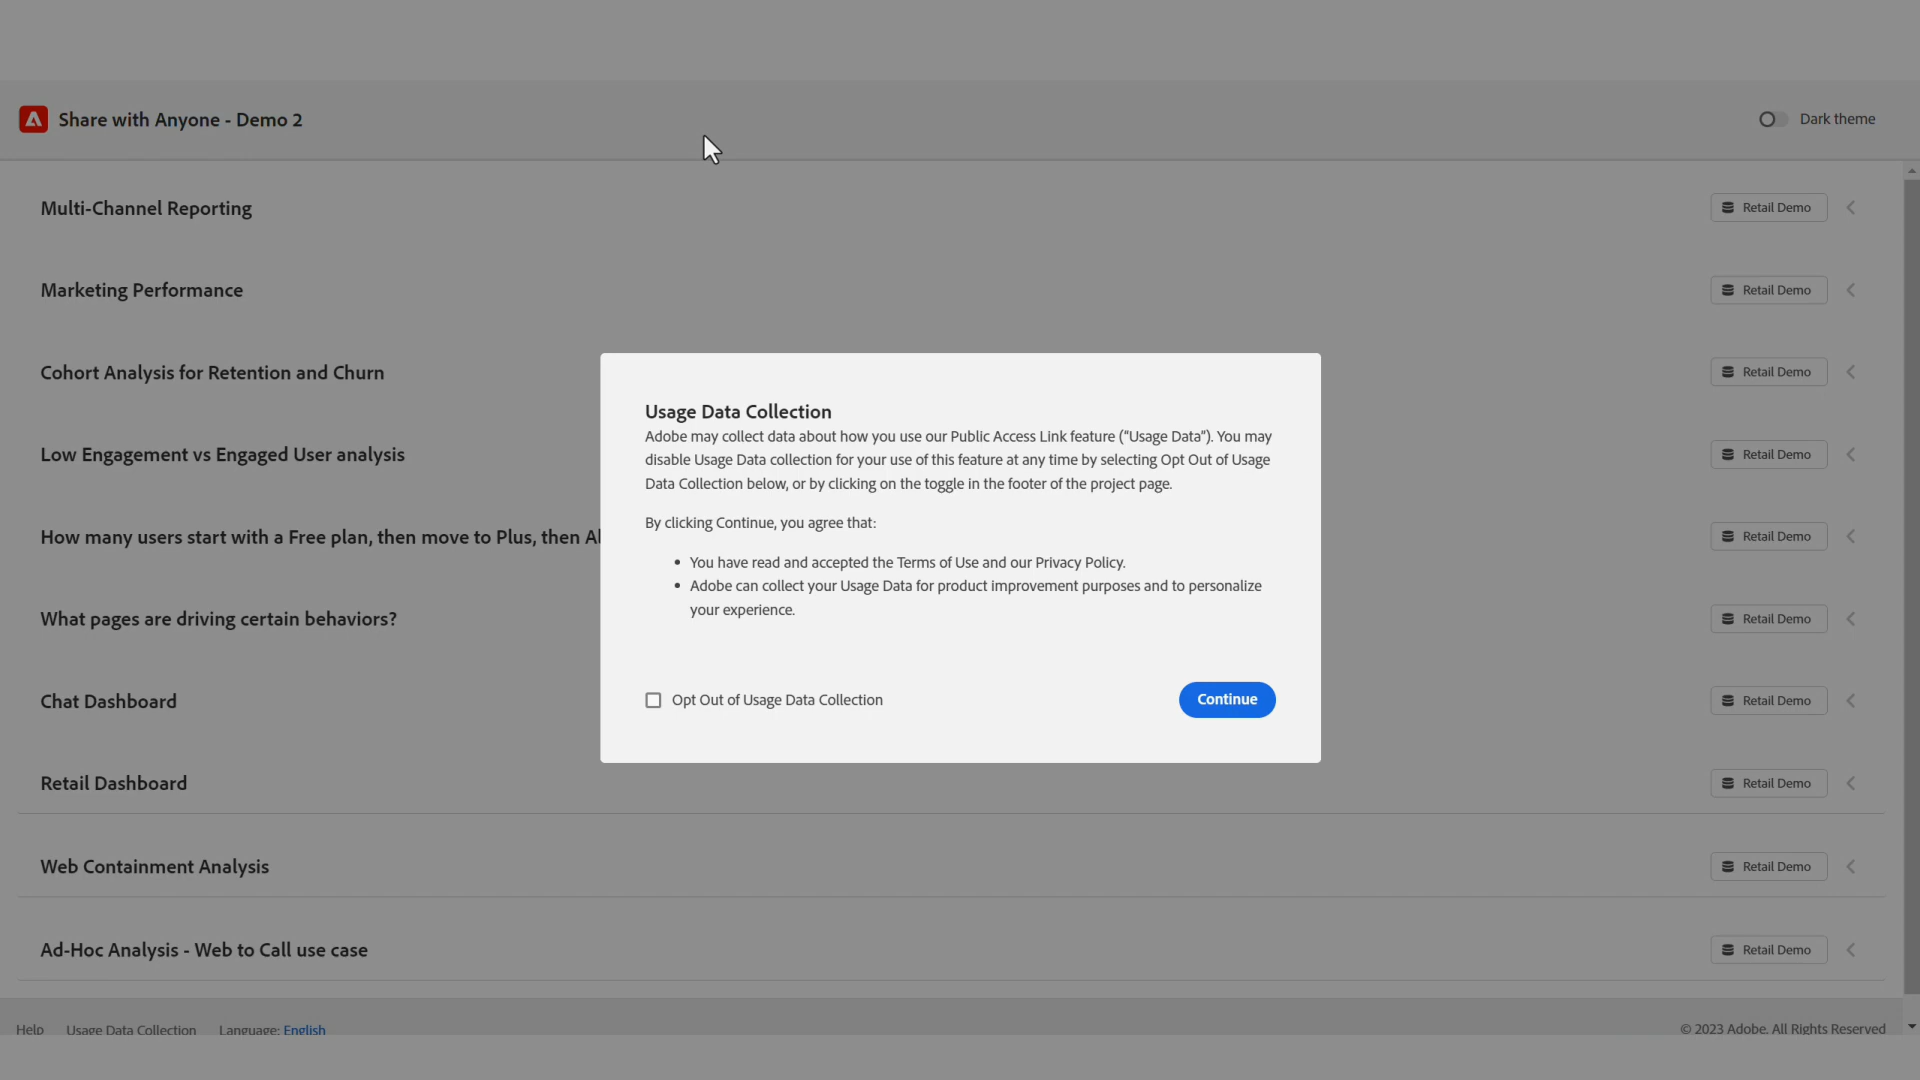 Share with Anyone - Demo 2
Dark theme
Multi-Channel Reporting
Retail Demo
Marketing Performance
Retail Demo
Cohort Analysis for Retention and Churn
Retail Demo
Low Engagement vs Engaged User analysis
Retail Demo
How many users start with a Free plan, then move to Plus, then
Retail Demo
What pages are driving certain behaviors?
Retail Demo
Chat Dashboard
Retail Demo
Retail Dashboard
Retail Demo
Web Containment Analysis
Retail Demo
Ad-Hoc Analysis - Web to Call use case
Retail Demo
Usage Data Collection
Adobe may collect data about how you use our Public Access Link feature (“Usage Data”). You may
disable Usage Data collection for your use of this feature at any time by selecting Opt Out of Usage
Data Collection below, or by clicking on the toggle in the footer of the project page.
By clicking Continue, you agree that:
• You have read and accepted the Terms of Use and our Privacy Policy.
• Adobe can collect your Usage Data for product improvement purposes and to personalize
your experience.
Opt Out of Usage Data Collection
Continue
Help Usage Data Collection Language: English
© 2023 Adobe. All Rights Reserved